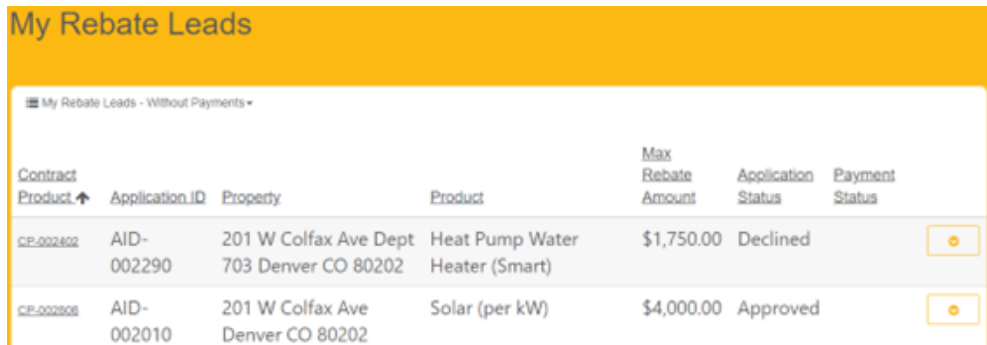 My Rebate Leads
My Rebate Leads - Without Payments
Contract Product Application ID Property Product Max Rebate Amount Application Status Payment Status
CP-002402 AID-002290 201 W Colfax Ave Dept 703 Denver CO 80202 Heat Pump Water Heater (Smart) $1,750.00 Declined
CP-002806 AID-002010 201 W Colfax Ave Denver CO 80202 Solar (per kW) $4,000.00 Approved